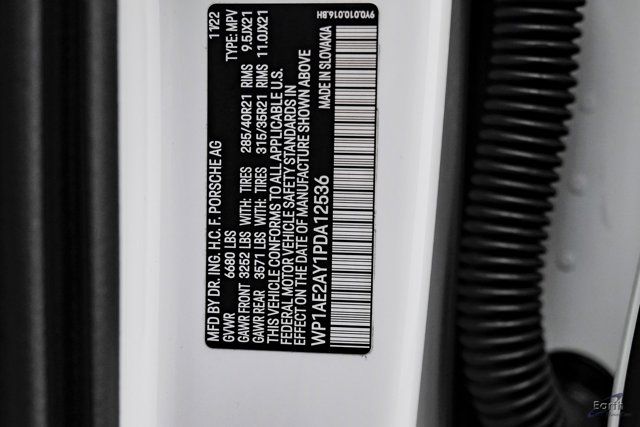 MFD BY DR. ING. H.C. F. PORSCHE AG 11/22
GVWR 6680 LBS TYPE: MPV
GAWR FRONT 3252 LBS WITH: TIRES 285/40R21 RIMS 9.5JX21
GAWR REAR 3571 LBS WITH: TIRES 315/35R21 RIMS 11.0JX21
THIS VEHICLE CONFORMS TO ALL APPLICABLE U.S.
FEDERAL MOTOR VEHICLE SAFETY STANDARDS IN
EFFECT ON THE DATE OF MANUFACTURE SHOWN ABOVE
WP1AE2AY1PDA12536 MADE IN SLOVAKIA
9Y0.010.016.BH